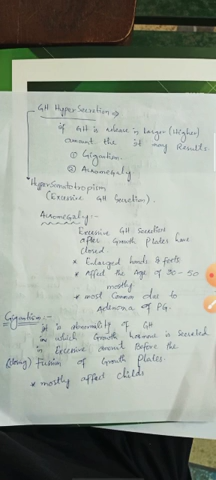 GH Hyper Secretion →
if GH is release in larger (Higher)
amount the it may Results
① Gigantism.
② Acromegaly
* Hypersomatotropism
(Excessive GH Secretion).
Acromegaly :-
Excessive GH secretion
after Growth Plates have
closed.
* Enlarged hands & feets
* Affect the age of 30-50
mostly
* most common due to
Adenoma of PG.
Gigantism :-
it is abnormality of GH
in which Growth hormone is secreted
in Excessive amount Before the
(closing) Fusion of Growth Plates.
* mostly affect childs